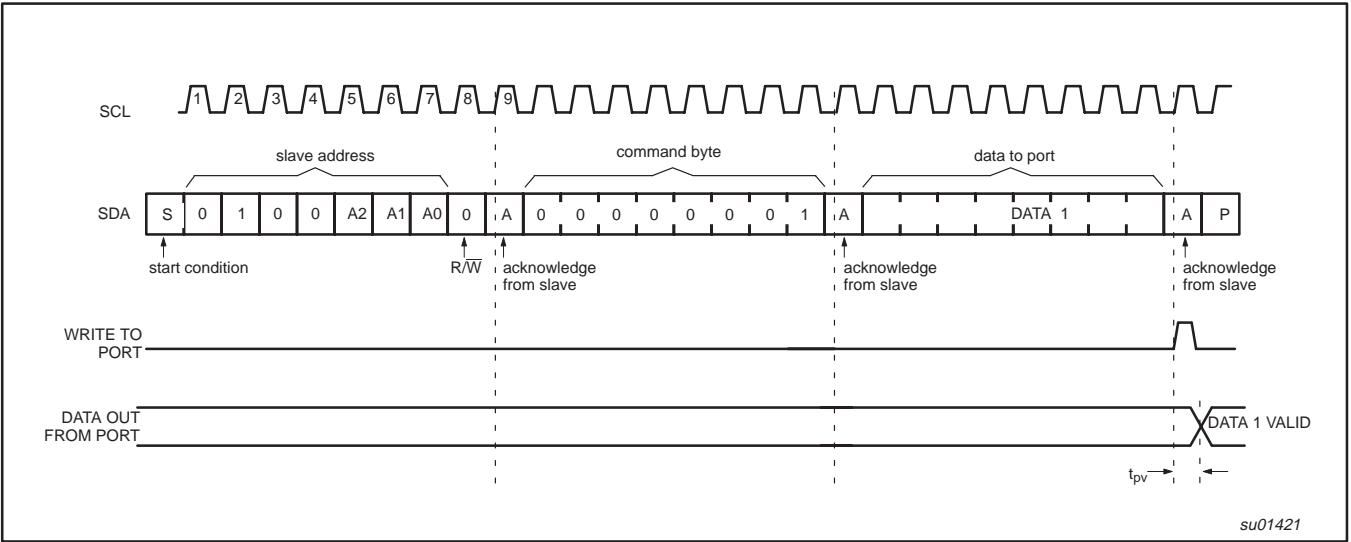 SCL 1 2 3 4 5 6 7 8 9
slave address command byte data to port
SDA S 0 1 0 0 A2 A1 A0 0 A 0 0 0 0 0 0 0 1 A DATA 1 A P
start condition R/W̅ acknowledge from slave acknowledge from slave acknowledge from slave
WRITE TO
PORT
DATA OUT
FROM PORT
DATA 1 VALID
tpv
su01421